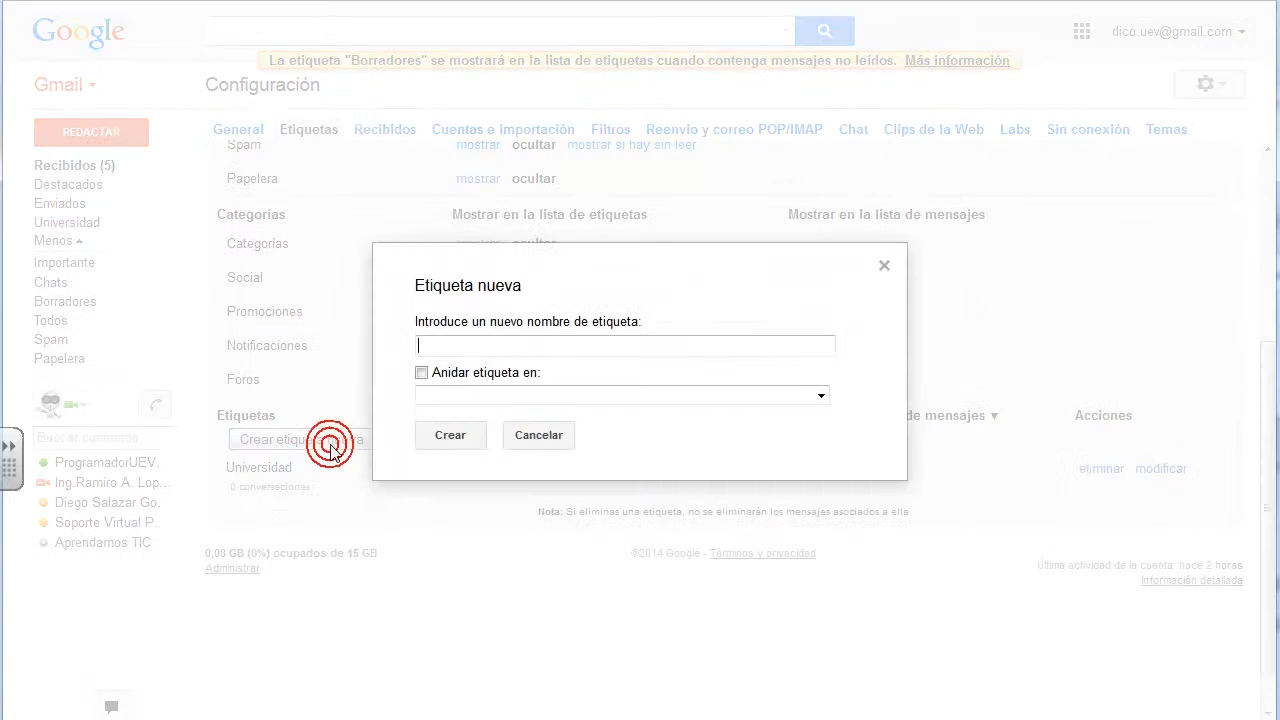 Google
dico.uev@gmail.com
La etiqueta "Borradores" se mostrará en la lista de etiquetas cuando contenga mensajes no leídos. Más información
Gmail
Configuración
REDACTAR
General Etiquetas Recibidos Cuentas e importación Filtros Reenvío y correo POP/IMAP Chat Clips de la Web Labs Sin conexión Temas
Recibidos (5)
Destacados
Enviados
Universidad
Menos
Importante
Chats
Borradores
Todos
Spam
Papelera
Buscar contactos
ProgramadorUEV.
Ing.Ramiro A. Lop...
Diego Salazar Go.
Soporte Virtual P..
Aprendamos TIC
Spam mostrar ocultar mostrar si hay sin leer
Papelera mostrar ocultar
Categorías Mostrar en la lista de etiquetas Mostrar en la lista de mensajes
Categorías
Social
Promociones
Notificaciones
Foros
Etiquetas de mensajes ▼ Acciones
Crear etiqueta
Universidad eliminar modificar
0 conversaciones
Nota: Si eliminas una etiqueta, no se eliminarán los mensajes asociados a ella.
Etiqueta nueva
Introduce un nuevo nombre de etiqueta:
Anidar etiqueta en:
Crear Cancelar
0,08 GB (0%) ocupados de 15 GB
Administrar
©2014 Google - Términos y privacidad
Última actividad de la cuenta: hace 2 horas
Información detallada